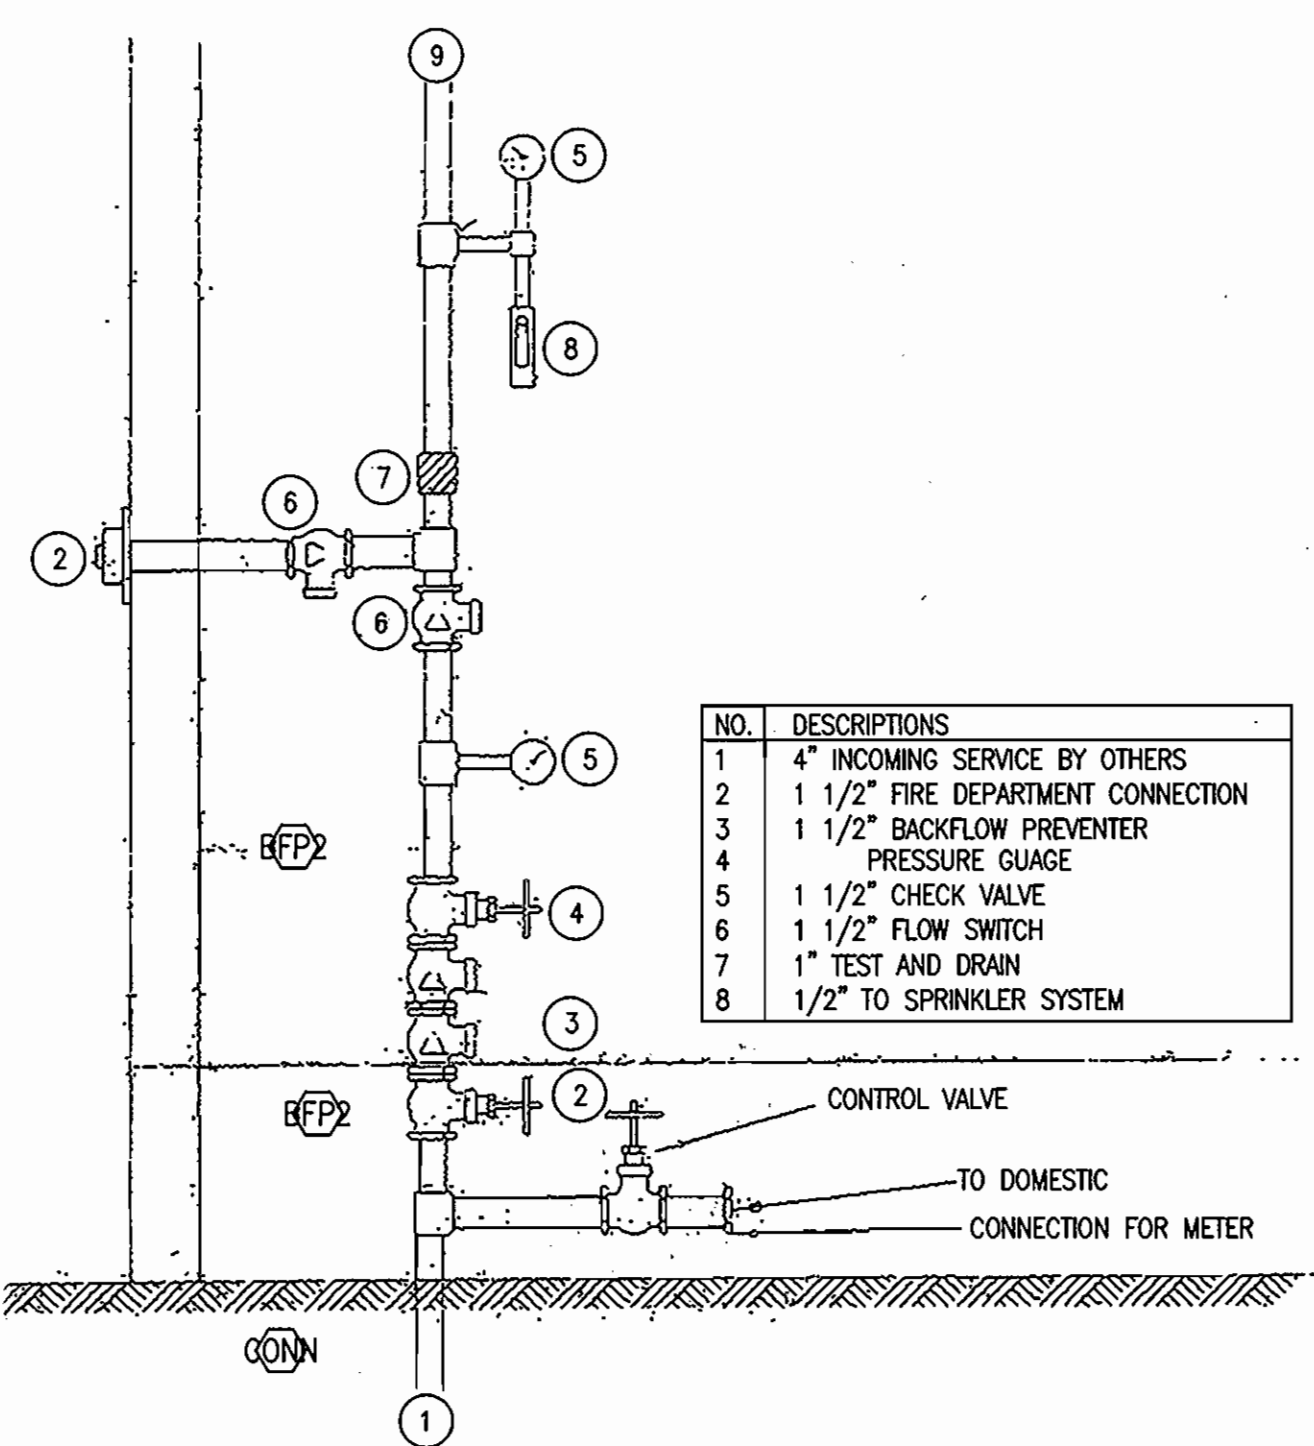 9
5
8
7
6
2
6
5
BFP2
4
3
2
BFP2
CONTROL VALVE
TO DOMESTIC
CONNECTION FOR METER
CONN
1
NO. DESCRIPTIONS
1 4" INCOMING SERVICE BY OTHERS
2 1 1/2" FIRE DEPARTMENT CONNECTION
3 1 1/2" BACKFLOW PREVENTER
4 PRESSURE GUAGE
5 1 1/2" CHECK VALVE
6 1 1/2" FLOW SWITCH
7 1" TEST AND DRAIN
8 1/2" TO SPRINKLER SYSTEM